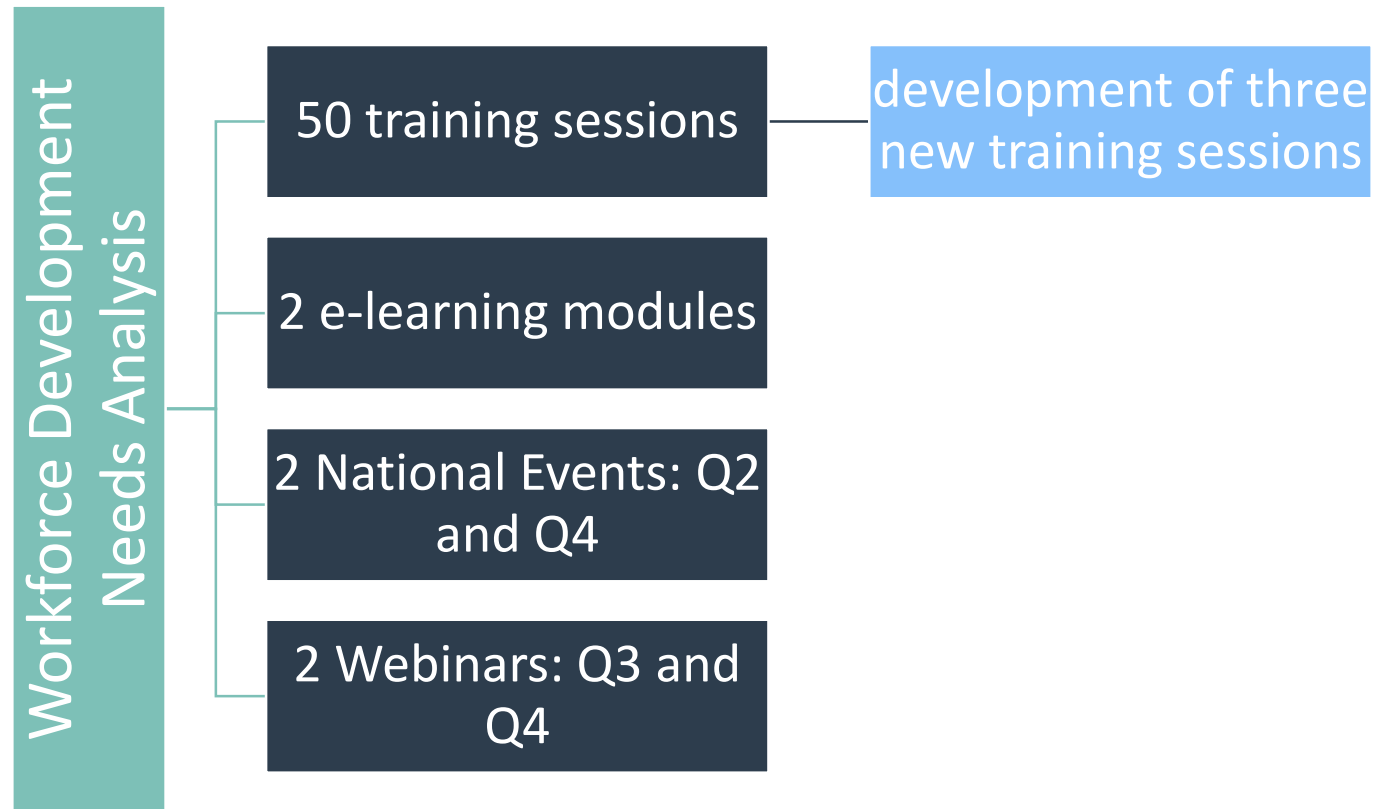 Workforce Development
Needs Analysis
50 training sessions
development of three
new training sessions
2 e-learning modules
2 National Events: Q2
and Q4
2 Webinars: Q3 and
Q4